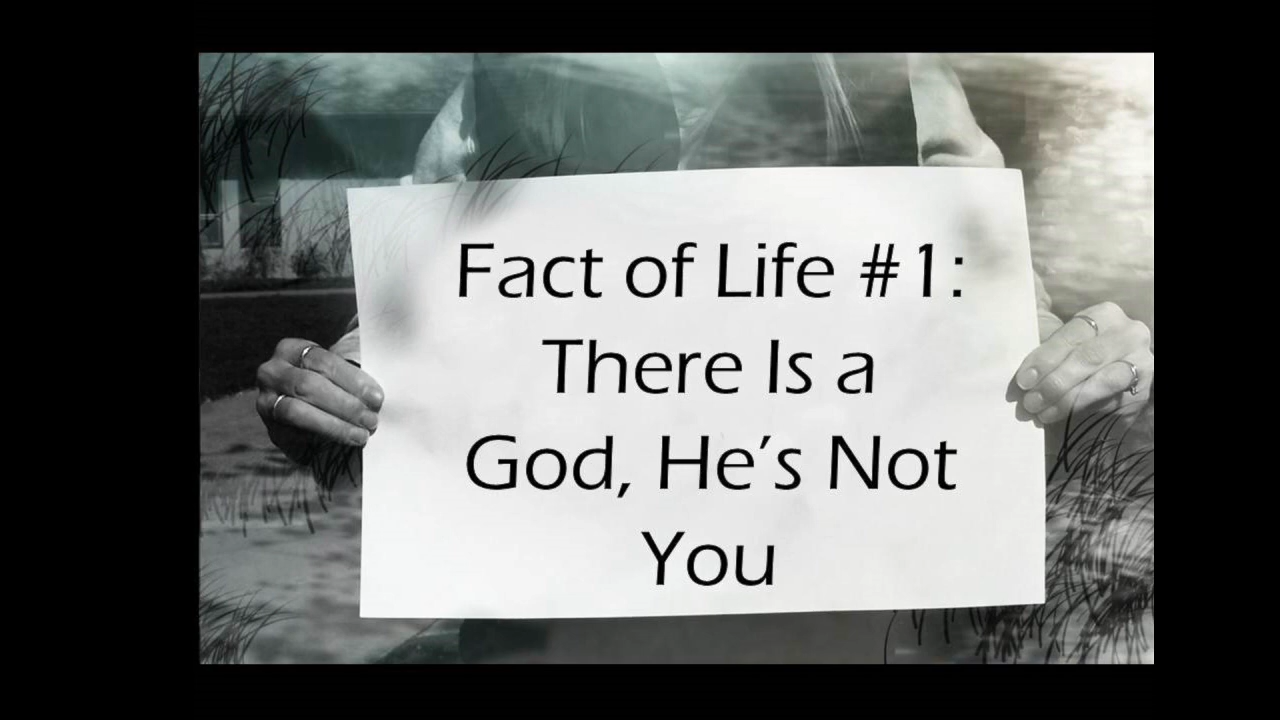 Fact of Life #1:
There Is a
God, He’s Not
You